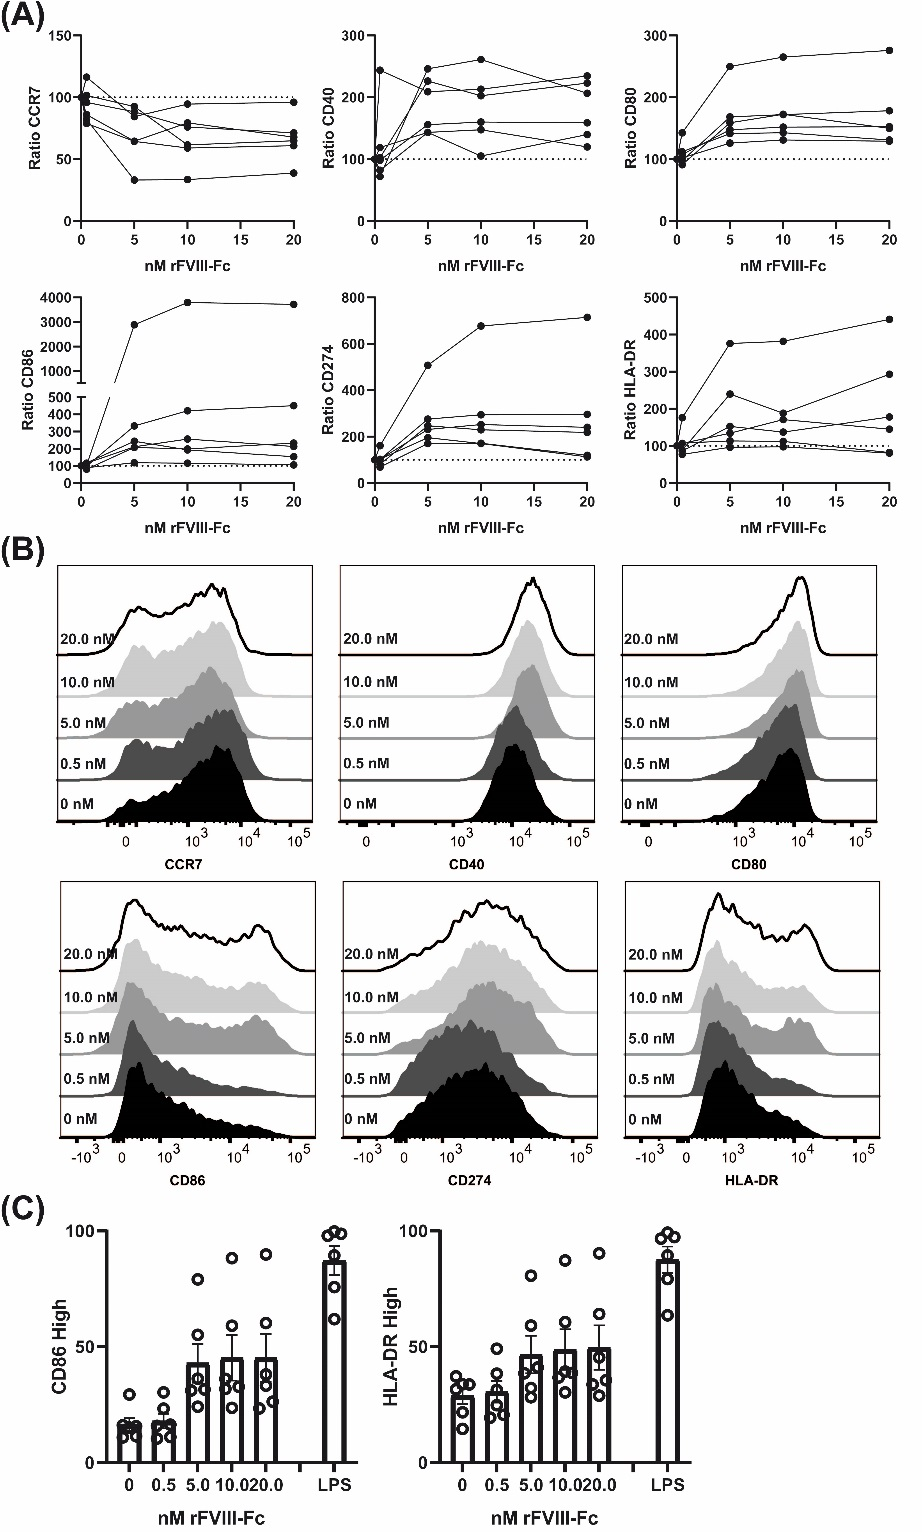 (A)
Ratio CCR7
150
100
50
0
0 5 10 15 20
nM rFVIII-Fc
Ratio CD40
300
200
100
0
0 5 10 15 20
nM rFVIII-Fc
Ratio CD80
300
200
100
0
0 5 10 15 20
nM rFVIII-Fc
Ratio CD86
4000
3000
2000
1000
500
400
300
200
100
0
0 5 10 15 20
nM rFVIII-Fc
Ratio CD274
800
600
400
200
0
0 5 10 15 20
nM rFVIII-Fc
Ratio HLA-DR
500
400
300
200
100
0
0 5 10 15 20
nM rFVIII-Fc
(B)
20.0 nM
10.0 nM
5.0 nM
0.5 nM
0 nM
0 10³ 10⁴ 10⁵
CCR7
20.0 nM
10.0 nM
5.0 nM
0.5 nM
0 nM
0 10³ 10⁴ 10⁵
CD40
20.0 nM
10.0 nM
5.0 nM
0.5 nM
0 nM
0 10³ 10⁴ 10⁵
CD80
20.0 nM
10.0 nM
5.0 nM
0.5 nM
0 nM
-10³ 0 10³ 10⁴ 10⁵
CD86
20.0 nM
10.0 nM
5.0 nM
0.5 nM
0 nM
-10³ 0 10³ 10⁴ 10⁵
CD274
20.0 nM
10.0 nM
5.0 nM
0.5 nM
0 nM
-10³ 0 10³ 10⁴ 10⁵
HLA-DR
(C)
CD86 High
100
50
0
0 0.5 5.0 10.0 20.0 LPS
nM rFVIII-Fc
HLA-DR High
100
50
0
0 0.5 5.0 10.0 20.0 LPS
nM rFVIII-Fc